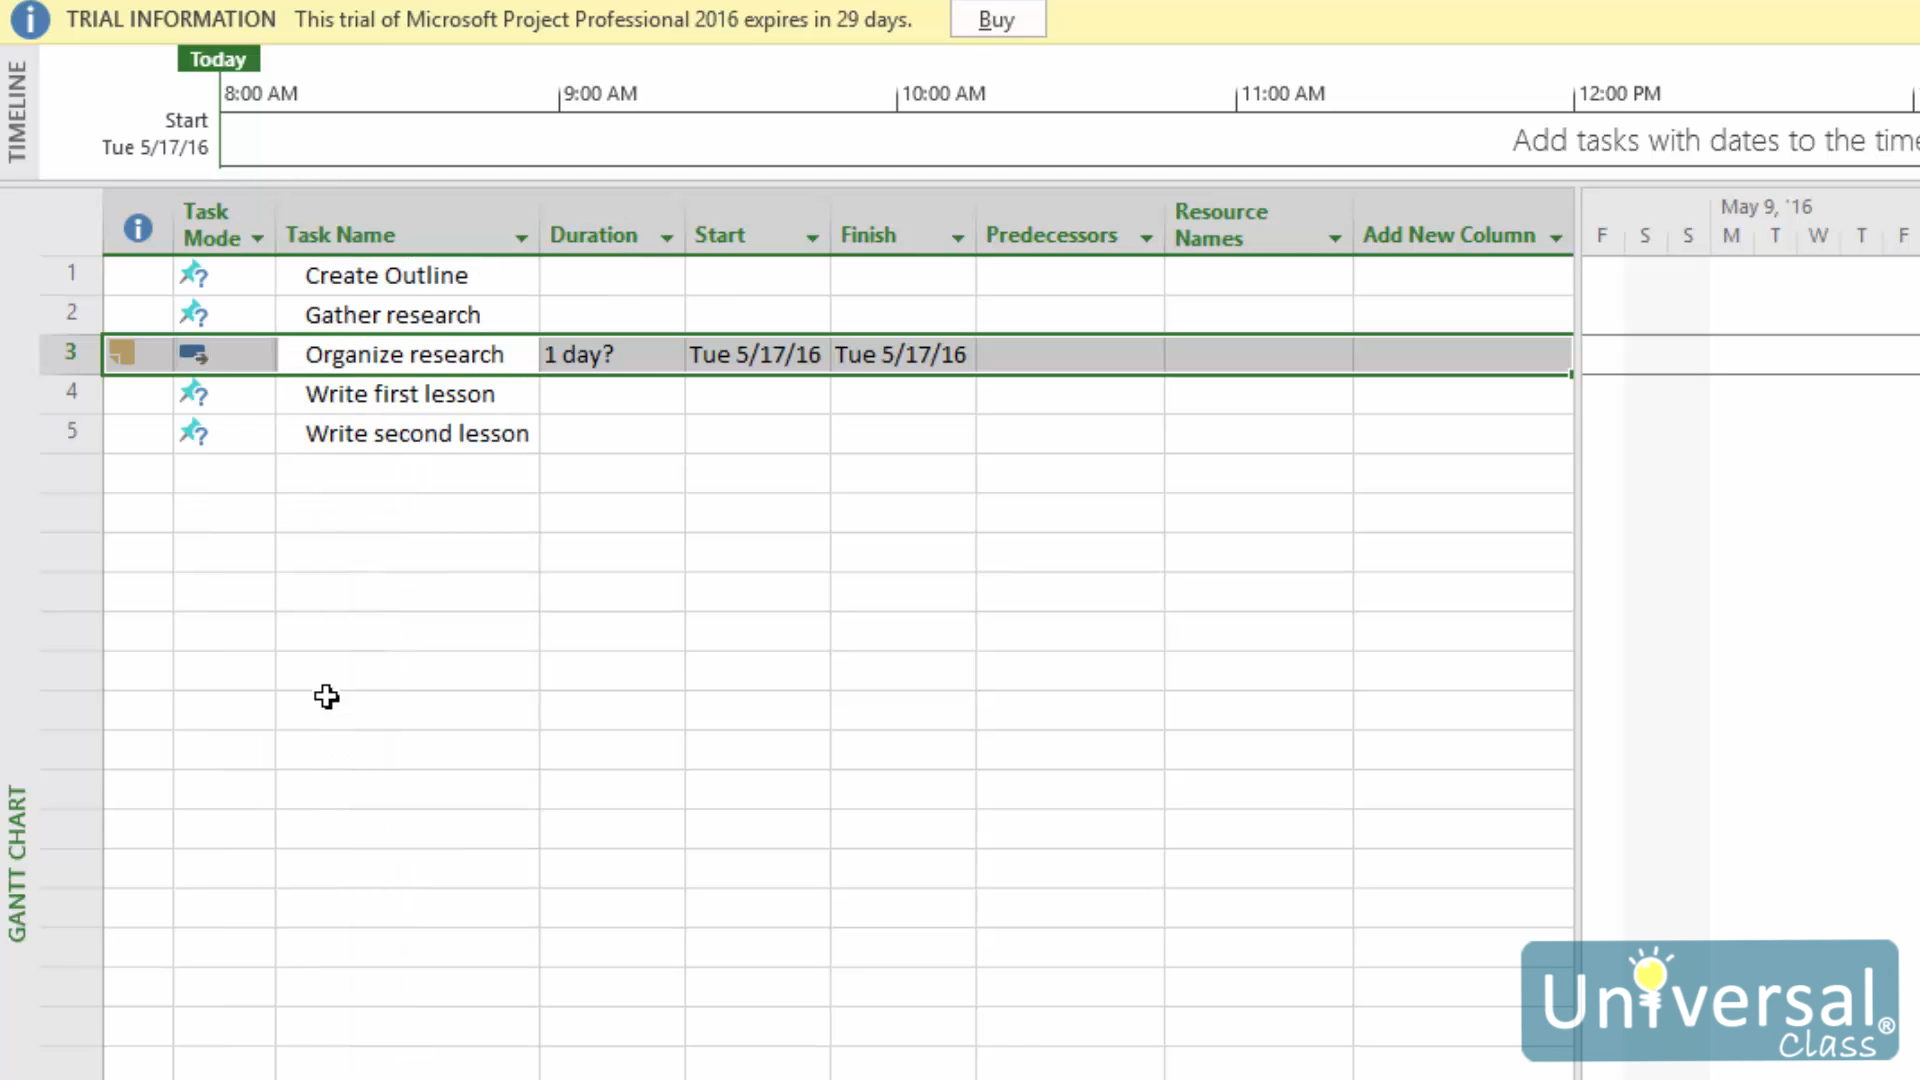 TRIAL INFORMATION This trial of Microsoft Project Professional 2016 expires in 29 days. Buy
TIMELINE
Today
8:00 AM 9:00 AM 10:00 AM 11:00 AM 12:00 PM
Start
Tue 5/17/16
Add tasks with dates to the time
Task Mode Task Name Duration Start Finish Predecessors Resource Names Add New Column
May 9, '16
F S S M T W T F
1 Create Outline
2 Gather research
3 Organize research 1 day? Tue 5/17/16 Tue 5/17/16
4 Write first lesson
5 Write second lesson
GANTT CHART
Universal®
Class